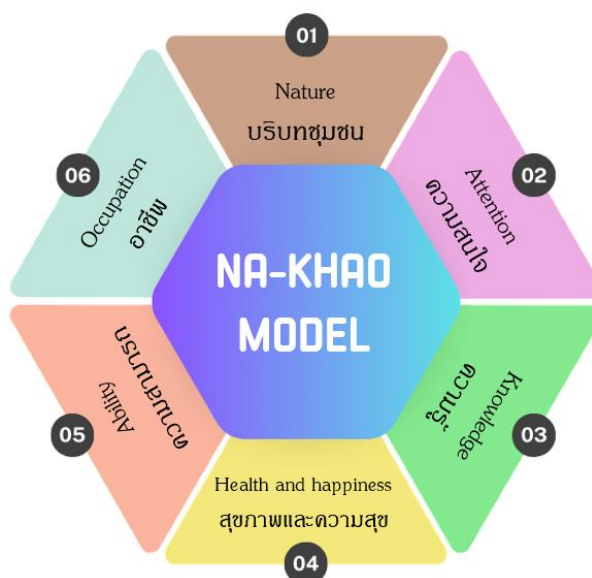 01
Nature
บริบทชุมชน
02
Attention
ความสนใจ
03
Knowledge
ความรู้
04
Health and happiness
สุขภาพและความสุข
05
Ability
ความสามารถ
06
Occupation
อาชีพ
NA-KHAO
MODEL